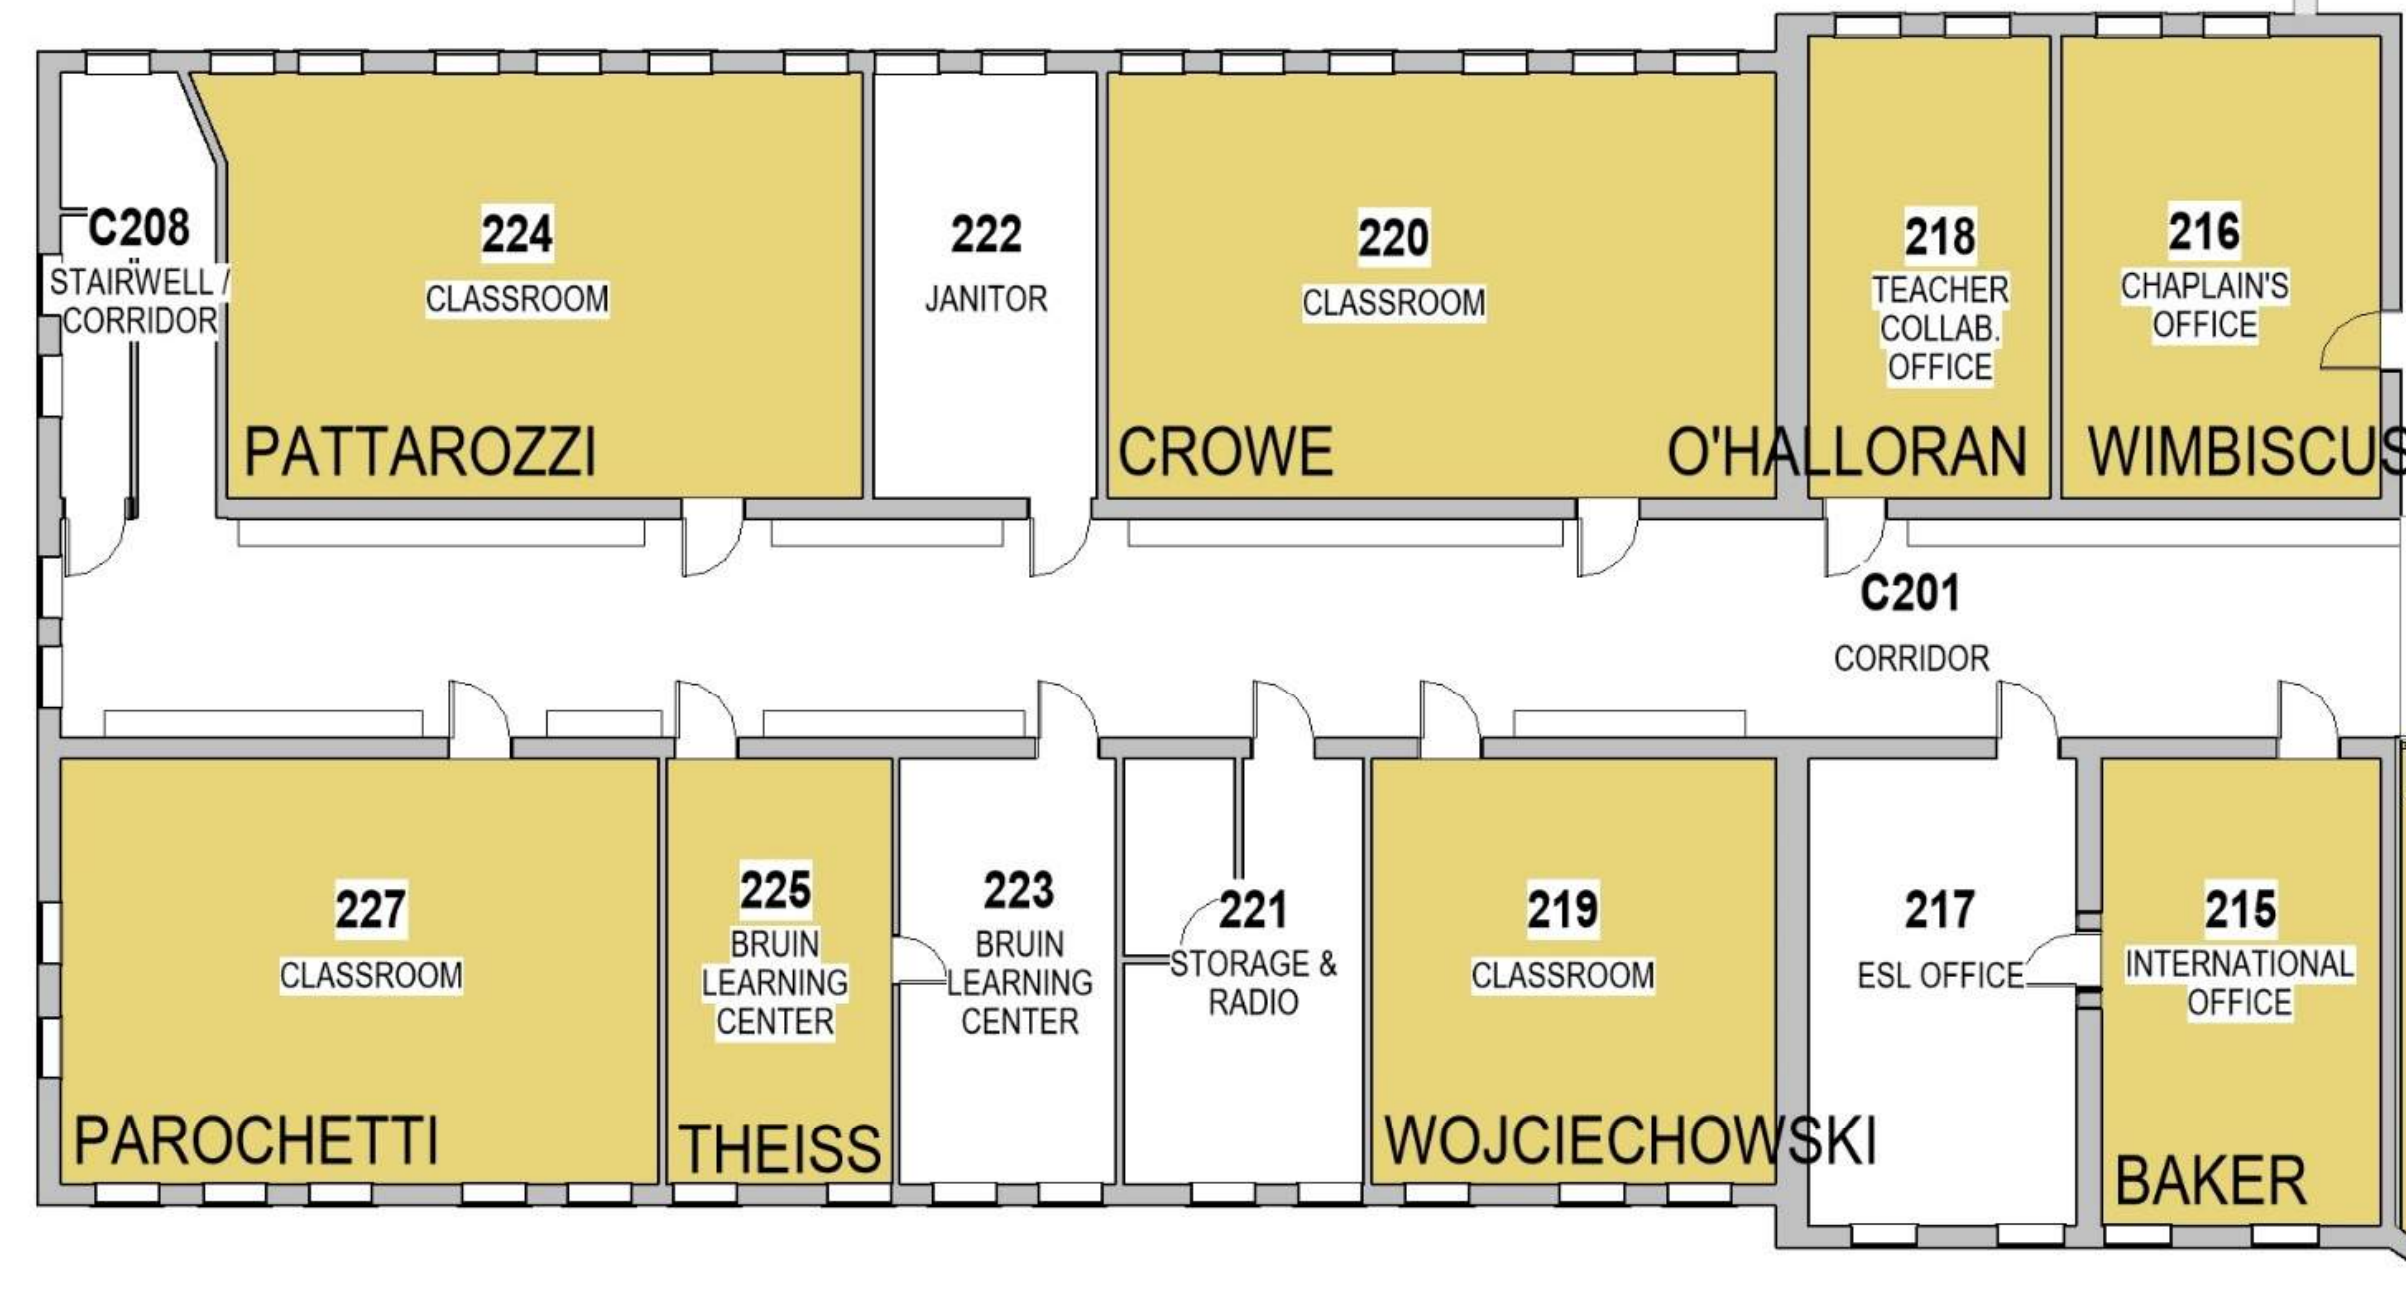 C208
STAIRWELL /
CORRIDOR
224
CLASSROOM
PATTAROZZI
222
JANITOR
220
CLASSROOM
CROWE
218
TEACHER
COLLAB.
OFFICE
O'HALLORAN
216
CHAPLAIN'S
OFFICE
WIMBISCUS
C201
CORRIDOR
227
CLASSROOM
PAROCHETTI
225
BRUIN
LEARNING
CENTER
THEISS
223
BRUIN
LEARNING
CENTER
221
STORAGE &
RADIO
219
CLASSROOM
WOJCIECHOWSKI
217
ESL OFFICE
215
INTERNATIONAL
OFFICE
BAKER